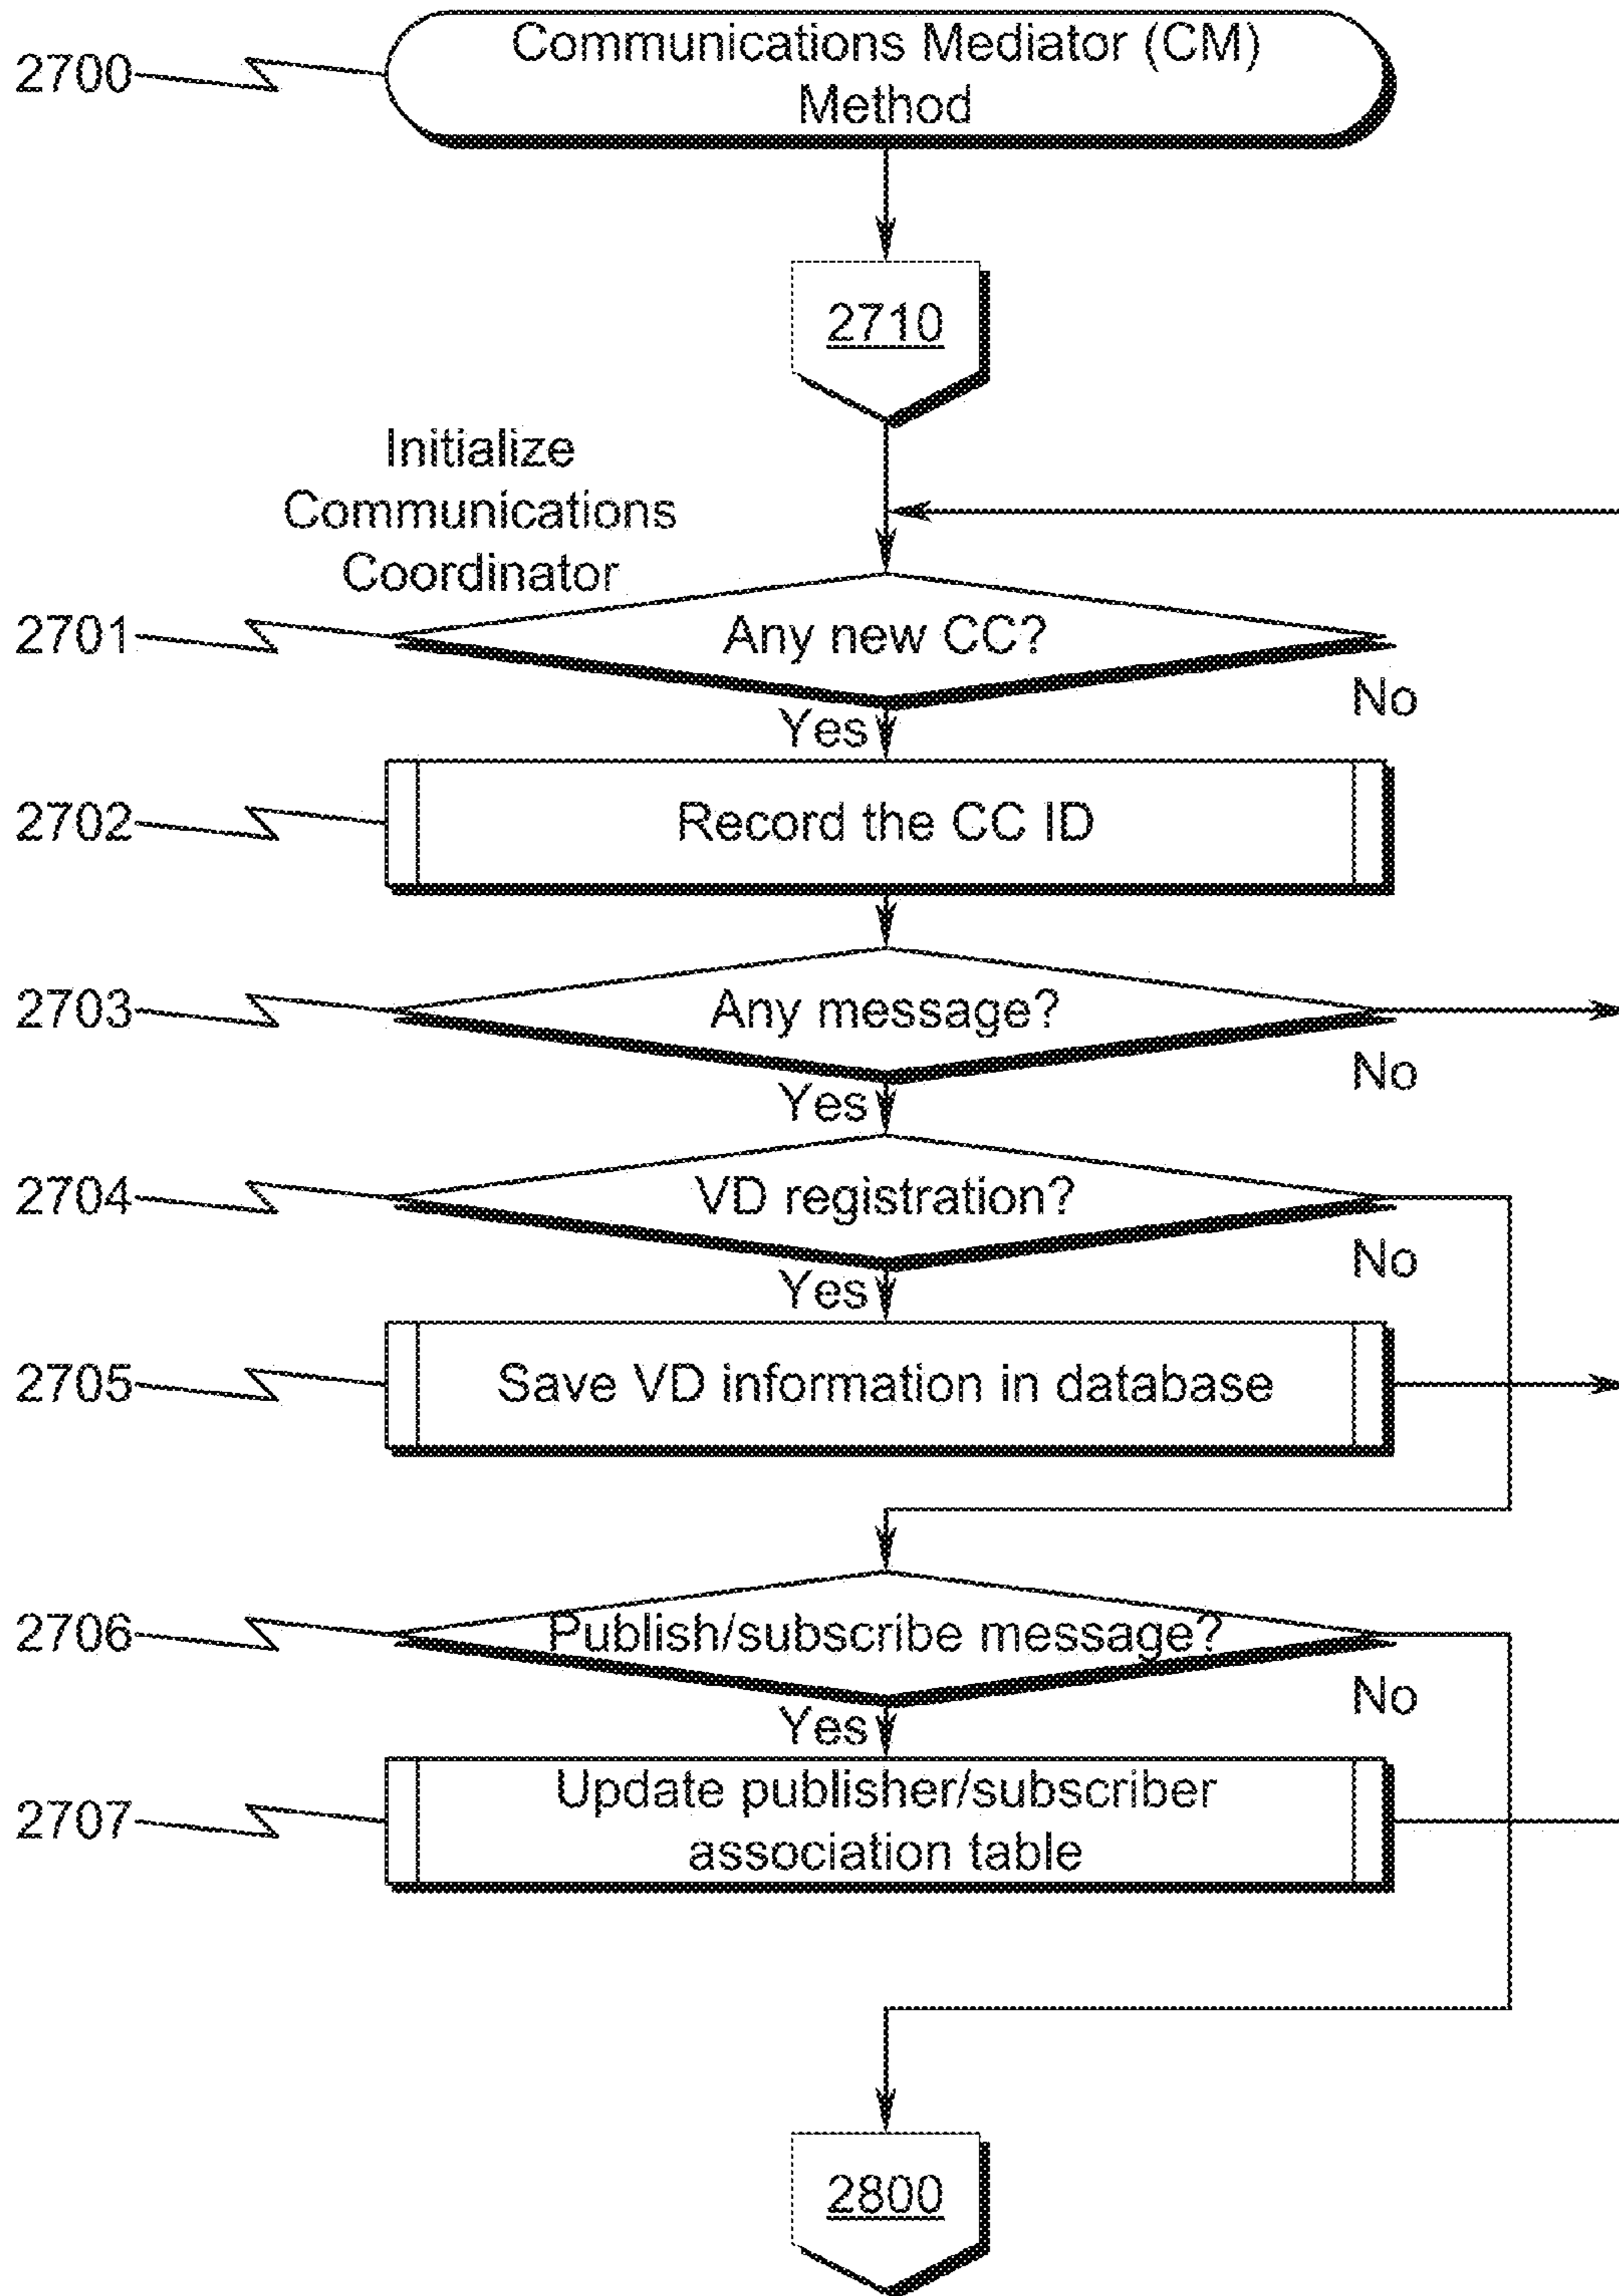 2700
Communications Mediator (CM)
Method
2710
Initialize
Communications
Coordinator
2701
Any new CC?
No
Yes
2702
Record the CC ID
2703
Any message?
No
Yes
2704
VD registration?
No
Yes
2705
Save VD information in database
2706
Publish/subscribe message?
No
Yes
2707
Update publisher/subscriber
association table
2800